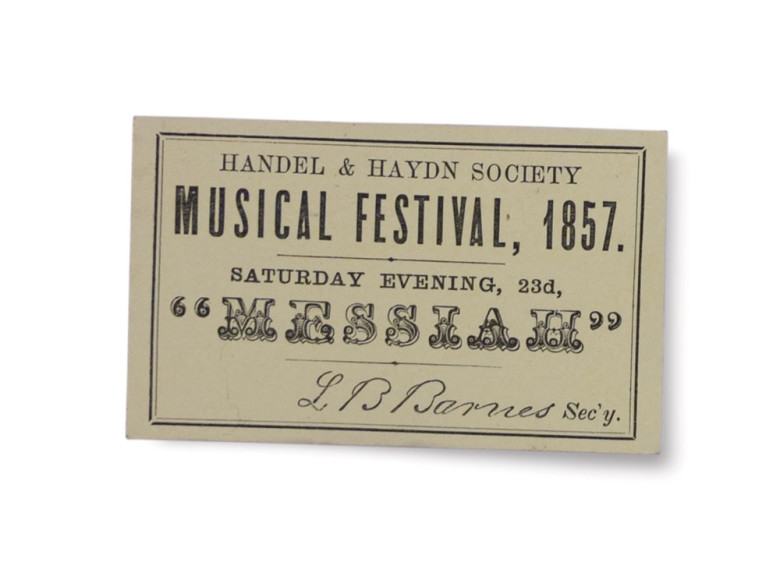 HANDEL & HAYDN SOCIETY
MUSICAL FESTIVAL, 1857.
SATURDAY EVENING, 23d,
“MESSIAH”
L B Barnes Sec'y.